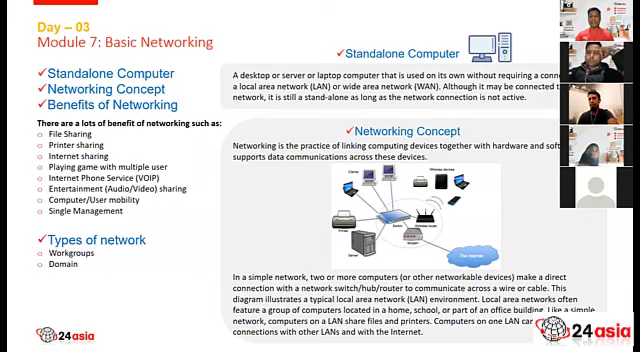 Day – 03
Module 7: Basic Networking
✓Standalone Computer
✓Networking Concept
✓Benefits of Networking
There are a lots of benefit of networking such as:
o File Sharing
o Printer sharing
o Internet sharing
o Playing game with multiple user
o Internet Phone Service (VOIP)
o Entertainment (Audio/Video) sharing
o Computer/User mobility
o Single Management
✓Types of network
o Workgroups
o Domain
24asia
✓Standalone Computer
A desktop or server or laptop computer that is used on its own without requiring a
a local area network (LAN) or wide area network (WAN). Although it may be connected
network, it is still a stand-alone as long as the network connection is not active.
✓Networking Concept
Networking is the practice of linking computing devices together with hardware and
supports data communications across these devices.
Clients
Wireless devices
Printer
Switch
Wireless router
Modem
Server
The Internet
In a simple network, two or more computers (or other networkable devices) make a direct
connection with a network switch/hub/router to communicate across a wire or cable. This
diagram illustrates a typical local area network (LAN) environment. Local area networks often
feature a group of computers located in a home, school, or part of an office building. Like a simple
network, computers on a LAN share files and printers. Computers on one LAN
connections with other LANs and with the Internet.
24asia